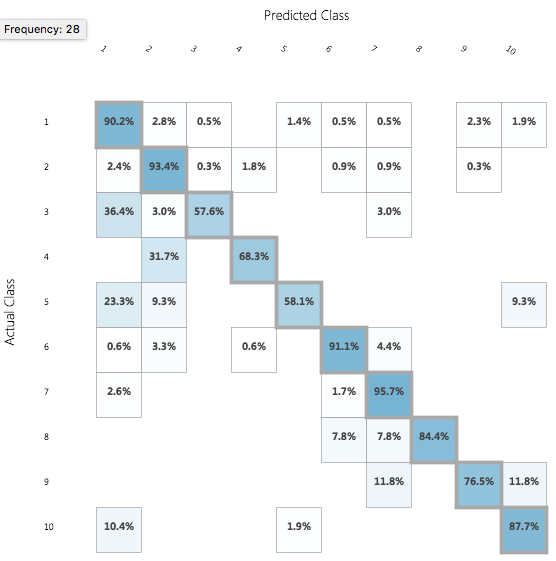 Predicted Class
Frequency: 28
1 2 3 4 5 6 7 8 9 10
1 90.2% 2.8% 0.5% 1.4% 0.5% 0.5% 2.3% 1.9%
2 2.4% 93.4% 0.3% 1.8% 0.9% 0.9% 0.3%
3 36.4% 3.0% 57.6% 3.0%
4 31.7% 68.3%
Actual Class
5 23.3% 9.3% 58.1% 9.3%
6 0.6% 3.3% 0.6% 91.1% 4.4%
7 2.6% 1.7% 95.7%
8 7.8% 7.8% 84.4%
9 11.8% 76.5% 11.8%
10 10.4% 1.9% 87.7%